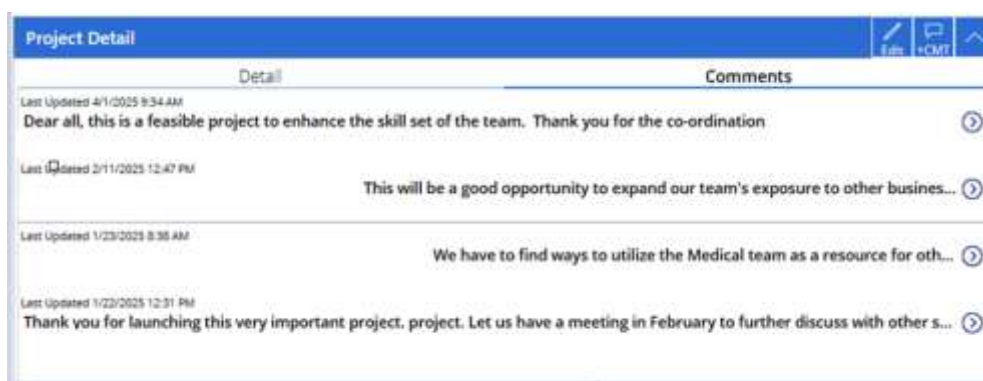 Project Detail
Edit
+CMT
Detail
Comments
Last Updated 4/1/2025 9:34 AM
Dear all, this is a feasible project to enhance the skill set of the team. Thank you for the co-ordination
Last Updated 2/11/2025 12:47 PM
This will be a good opportunity to expand our team's exposure to other busines...
Last Updated 1/23/2025 8:36 AM
We have to find ways to utilize the Medical team as a resource for oth...
Last Updated 1/22/2025 12:31 PM
Thank you for launching this very important project. project. Let us have a meeting in February to further discuss with other s...